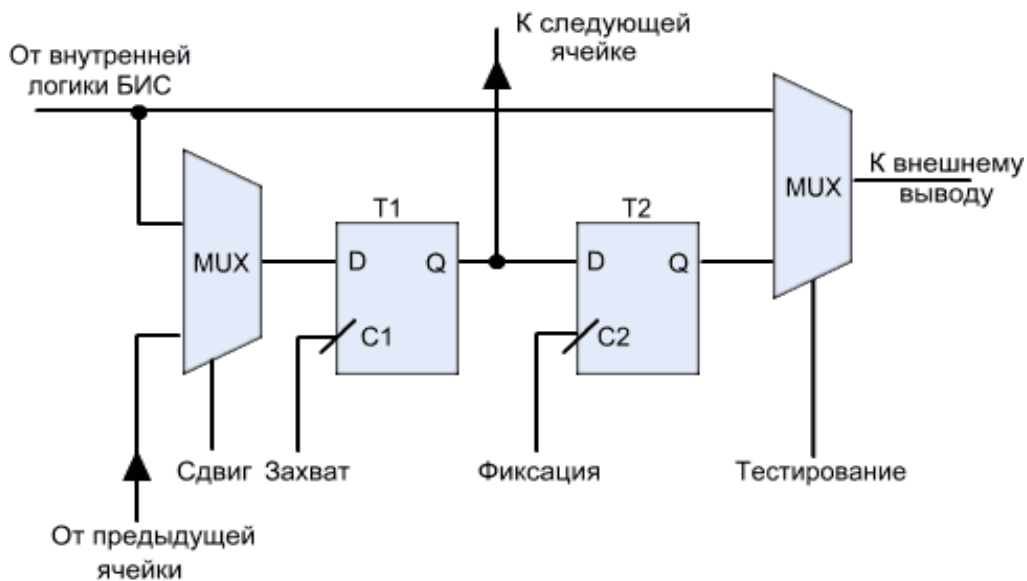 К следующей
ячейке
От внутренней
логики БИС
MUX
T1
D
Q
C1
T2
D
Q
C2
MUX
К внешнему
выводу
Сдвиг
Захват
Фиксация
Тестирование
От предыдущей
ячейки